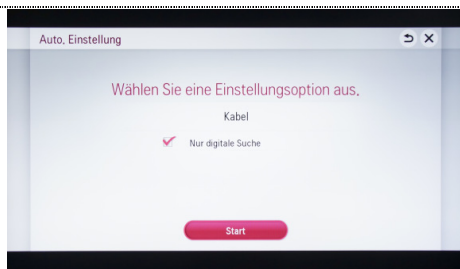 Auto. Einstellung
Wählen Sie eine Einstellungsoption aus.
Kabel
Nur digitale Suche
Start